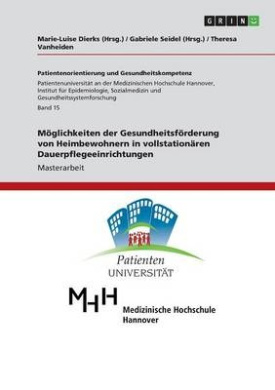 GRIN
Marie-Luise Dierks (Hrsg.) / Gabriele Seidel (Hrsg.) / Theresa
Vanheiden
Patientenorientierung und Gesundheitskompetenz
Patientenuniversität an der Medizinischen Hochschule Hannover,
Institut für Epidemiologie, Sozialmedizin und
Gesundheitssystemforschung
Band 15
Möglichkeiten der Gesundheitsförderung
von Heimbewohnern in vollstationären
Dauerpflegeeinrichtungen
Masterarbeit
Patienten
UNIVERSITÄT
MHH
Medizinische Hochschule
Hannover